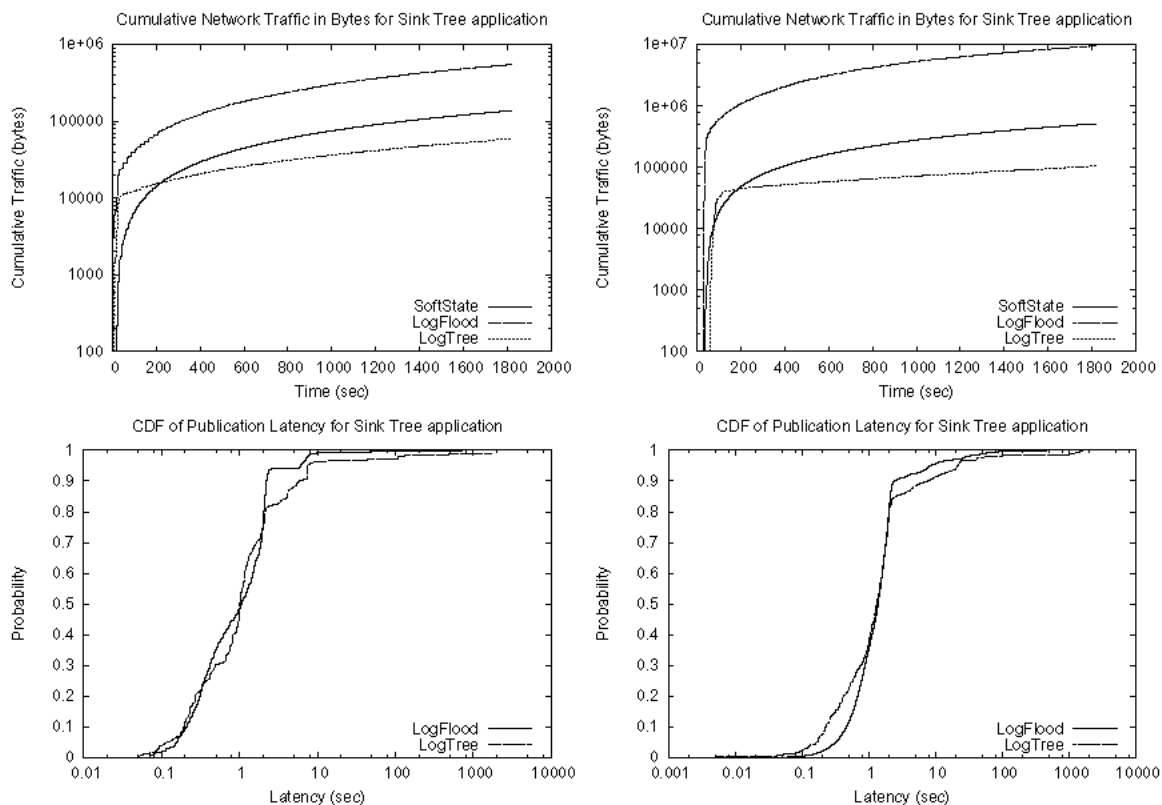 Cumulative Network Traffic in Bytes for Sink Tree application
1e+06
100000
10000
1000
100
Cumulative Traffic (bytes)
SoftState
LogFlood
LogTree
0 200 400 600 800 1000 1200 1400 1600 1800 2000
Time (sec)
Cumulative Network Traffic in Bytes for Sink Tree application
1e+07
1e+06
100000
10000
1000
100
Cumulative Traffic (bytes)
SoftState
LogFlood
LogTree
0 200 400 600 800 1000 1200 1400 1600 1800 2000
Time (sec)
CDF of Publication Latency for Sink Tree application
1
0.9
0.8
0.7
0.6
0.5
0.4
0.3
0.2
0.1
0
Probability
LogFlood
LogTree
0.01 0.1 1 10 100 1000 10000
Latency (sec)
CDF of Publication Latency for Sink Tree application
1
0.9
0.8
0.7
0.6
0.5
0.4
0.3
0.2
0.1
0
Probability
LogFlood
LogTree
0.001 0.01 0.1 1 10 100 1000 10000
Latency (sec)